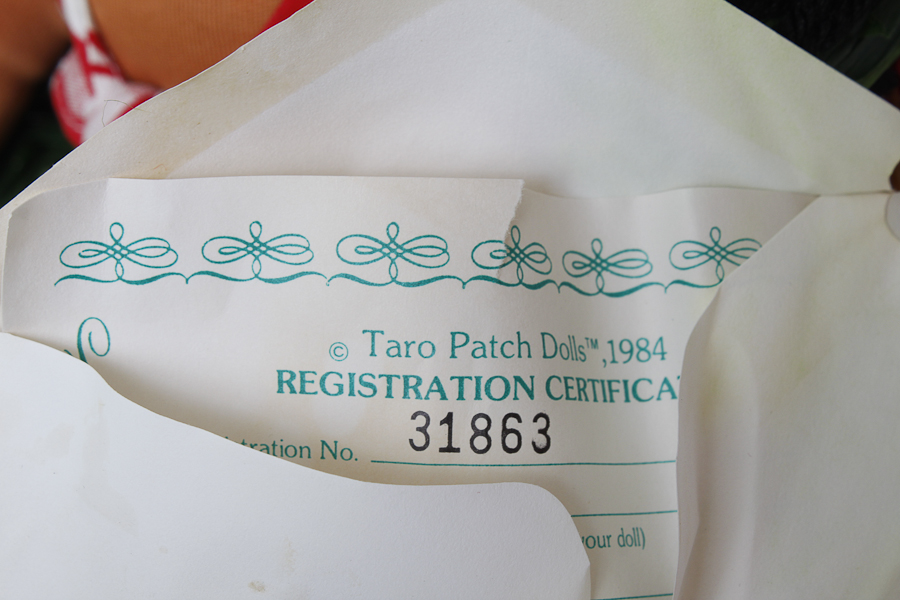 © Taro Patch Dolls™, 1984
REGISTRATION CERTIFICA
tration No. 31863
your doll)